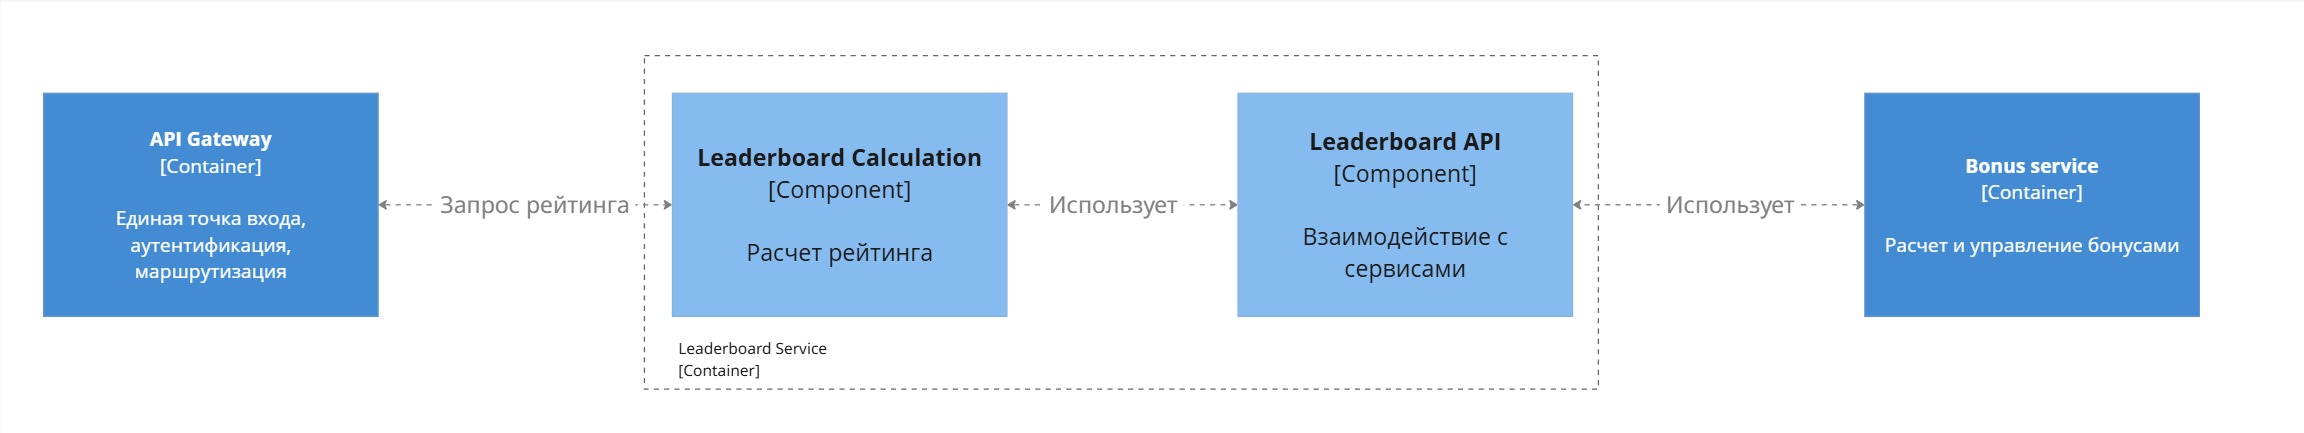 API Gateway
[Container]
Единая точка входа,
аутентификация,
маршрутизация
Запрос рейтинга
Leaderboard Calculation
[Component]
Расчет рейтинга
Использует
Leaderboard API
[Component]
Взаимодействие с
сервисами
Leaderboard Service
[Container]
Использует
Bonus service
[Container]
Расчет и управление бонусами